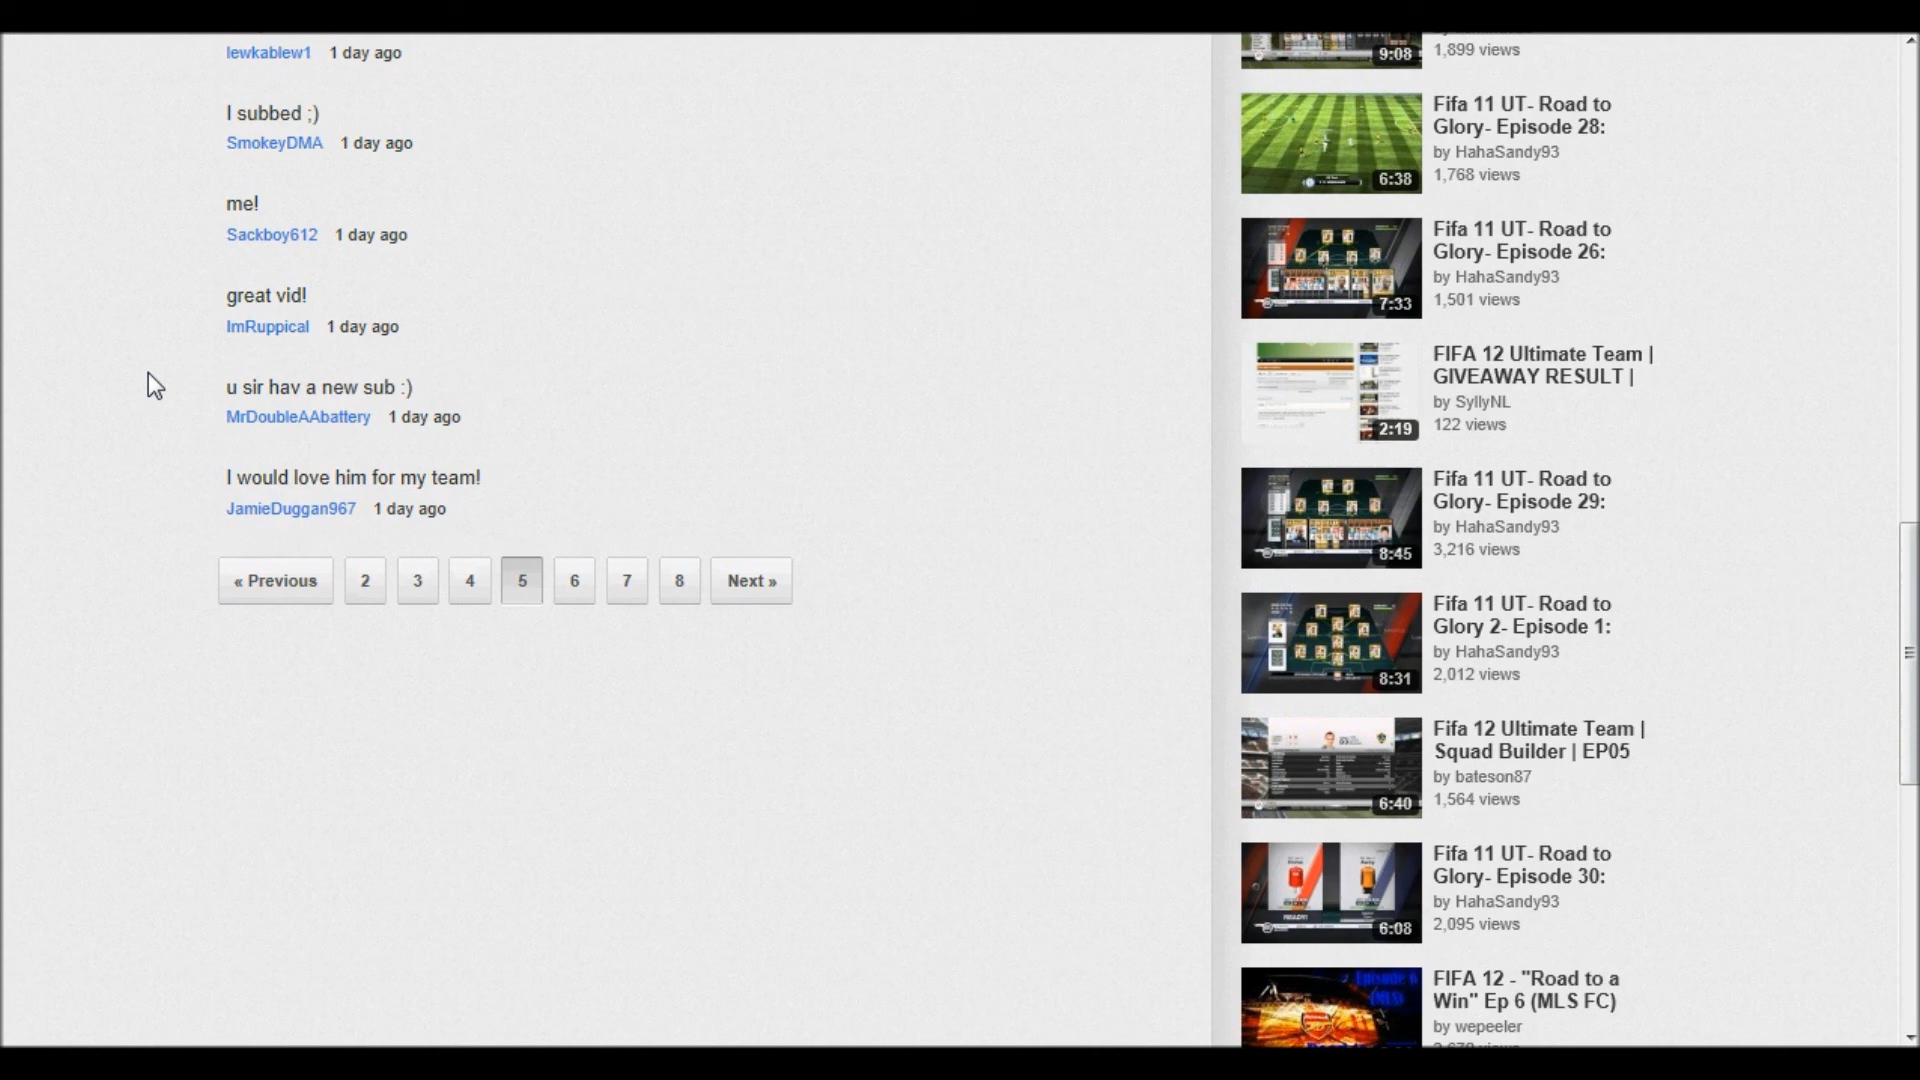 lewkablew1 1 day ago
I subbed ;)
SmokeyDMA 1 day ago
me!
Sackboy612 1 day ago
great vid!
ImRuppical 1 day ago
u sir hav a new sub :)
MrDoubleAAbattery 1 day ago
I would love him for my team!
JamieDuggan967 1 day ago
« Previous 2 3 4 5 6 7 8 Next »
9:08
1,899 views
6:38
Fifa 11 UT- Road to
Glory- Episode 28:
by HahaSandy93
1,768 views
7:33
Fifa 11 UT- Road to
Glory- Episode 26:
by HahaSandy93
1,501 views
2:19
FIFA 12 Ultimate Team |
GIVEAWAY RESULT |
by SyllyNL
122 views
8:45
Fifa 11 UT- Road to
Glory- Episode 29:
by HahaSandy93
3,216 views
8:31
Fifa 11 UT- Road to
Glory 2- Episode 1:
by HahaSandy93
2,012 views
6:40
Fifa 12 Ultimate Team |
Squad Builder | EP05
by bateson87
1,564 views
READY!
6:08
Fifa 11 UT- Road to
Glory- Episode 30:
by HahaSandy93
2,095 views
Episode 6
(MLS)
FIFA 12 - "Road to a
Win" Ep 6 (MLS FC)
by wepeeler